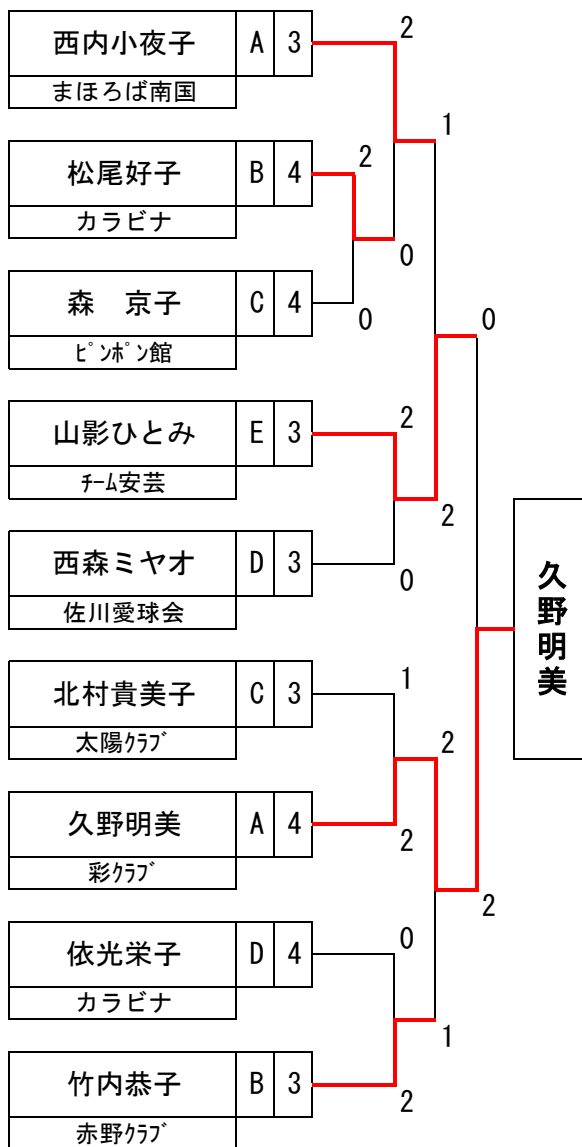 西内小夜子 A 3
まほろば南国
松尾好子 B 4
カラビナ
森　京子 C 4
ﾋﾟﾝﾎﾟﾝ館
山影ひとみ E 3
ﾁｰﾑ安芸
西森ミヤオ D 3
佐川愛球会
北村貴美子 C 3
太陽ｸﾗﾌﾞ
久野明美 A 4
彩ｸﾗﾌﾞ
依光栄子 D 4
カラビナ
竹内恭子 B 3
赤野ｸﾗﾌﾞ
2
2
0
0
2
0
1
2
0
2
1
2
2
1
0
2
久野明美